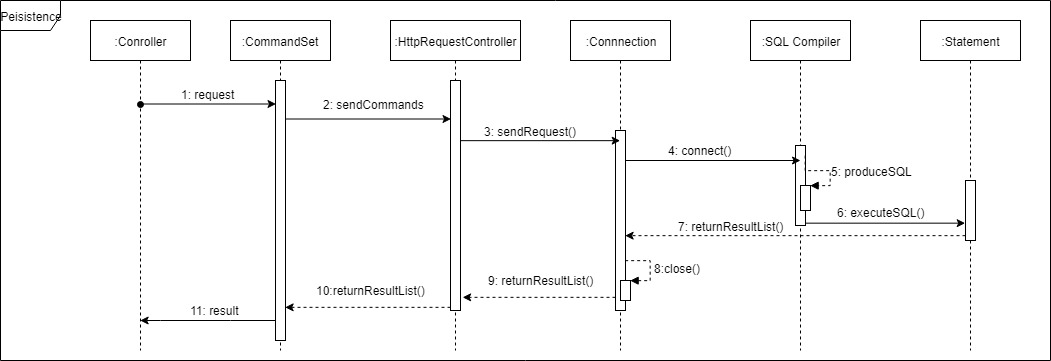 Peisistence
:Conroller
:CommandSet
:HttpRequestController
:Connnection
:SQL Compiler
:Statement
1: request
2: sendCommands
3: sendRequest()
4: connect()
5: produceSQL
6: executeSQL()
7: returnResultList()
8:close()
9: returnResultList()
10:returnResultList()
11: result